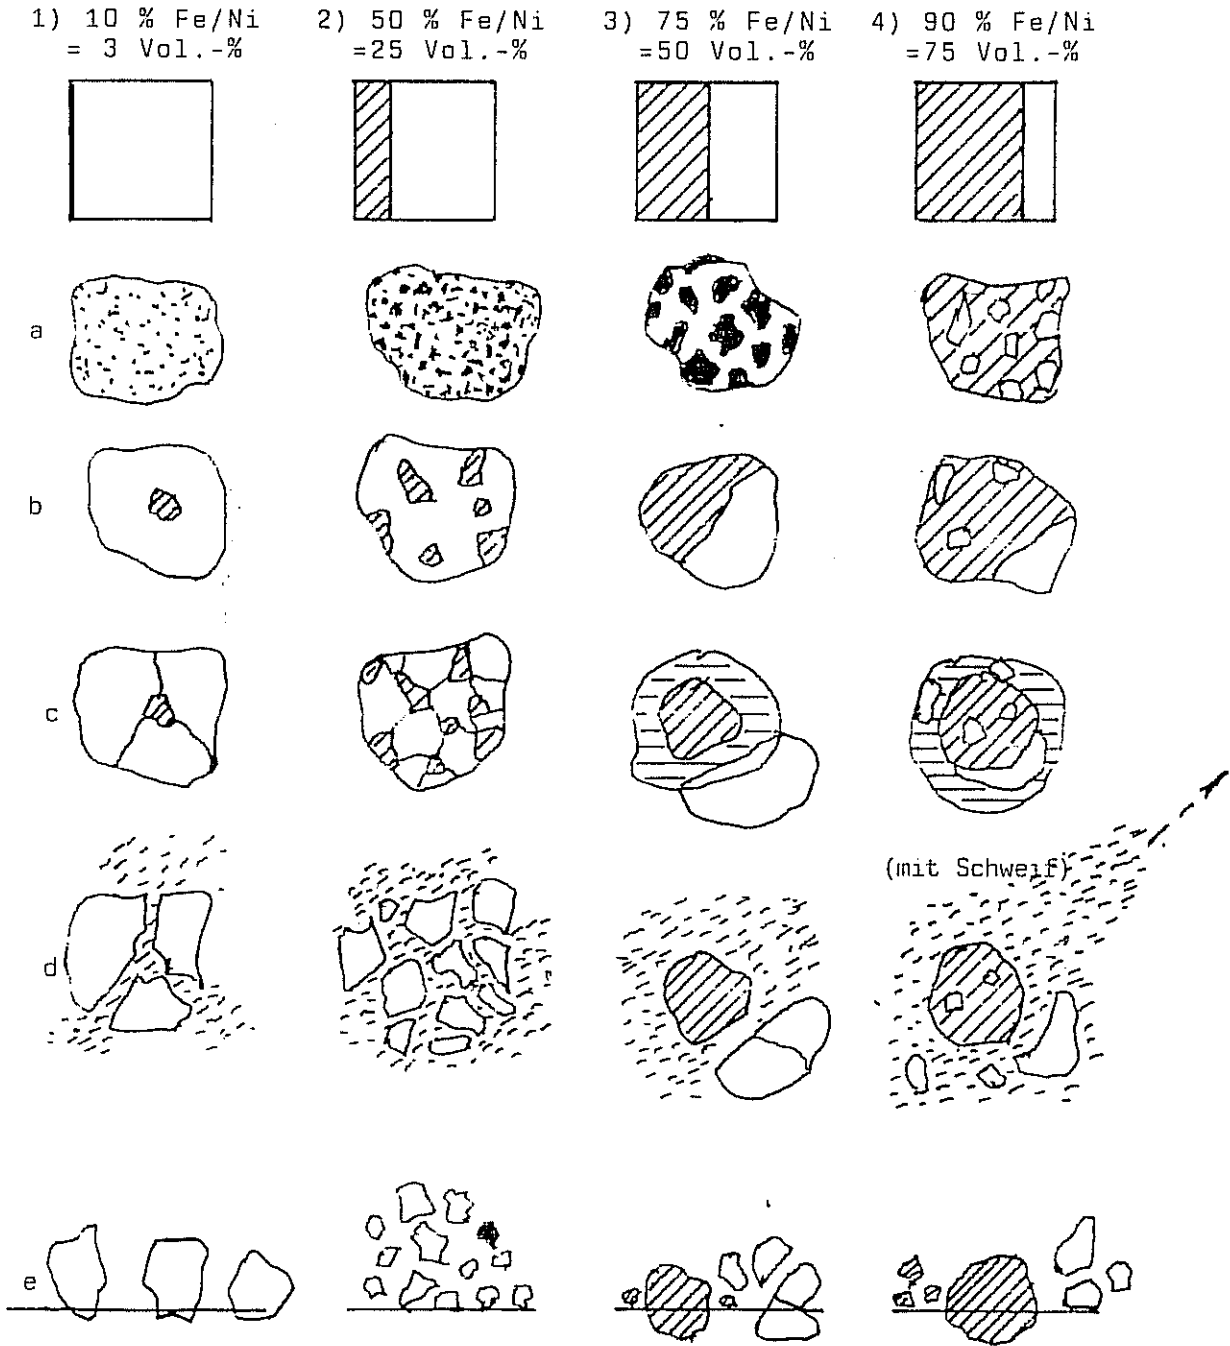 1) 10 % Fe/Ni
= 3 Vol.-%
2) 50 % Fe/Ni
=25 Vol.-%
3) 75 % Fe/Ni
=50 Vol.-%
4) 90 % Fe/Ni
=75 Vol.-%
a
b
c
(mit Schweif)
d
e